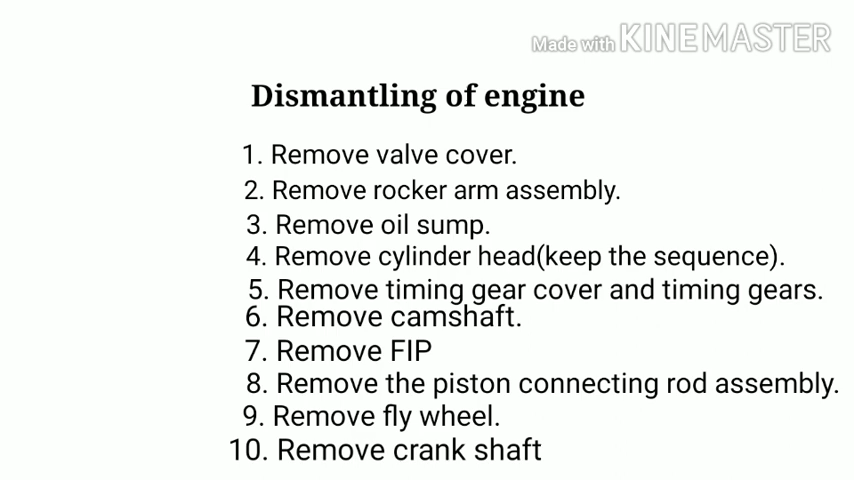 Made with KINEMASTER
Dismantling of engine
1. Remove valve cover.
2. Remove rocker arm assembly.
3. Remove oil sump.
4. Remove cylinder head(keep the sequence).
5. Remove timing gear cover and timing gears.
6. Remove camshaft.
7. Remove FIP
8. Remove the piston connecting rod assembly.
9. Remove fly wheel.
10. Remove crank shaft